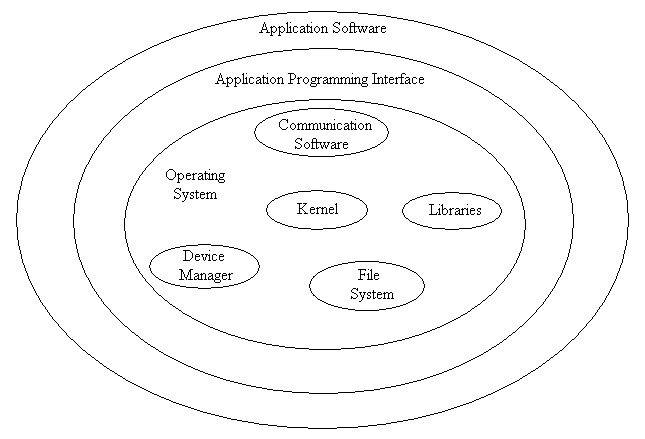 Application Software
Application Programming Interface
Communication
Software
Operating
System
Kernel
Libraries
Device
Manager
File
System